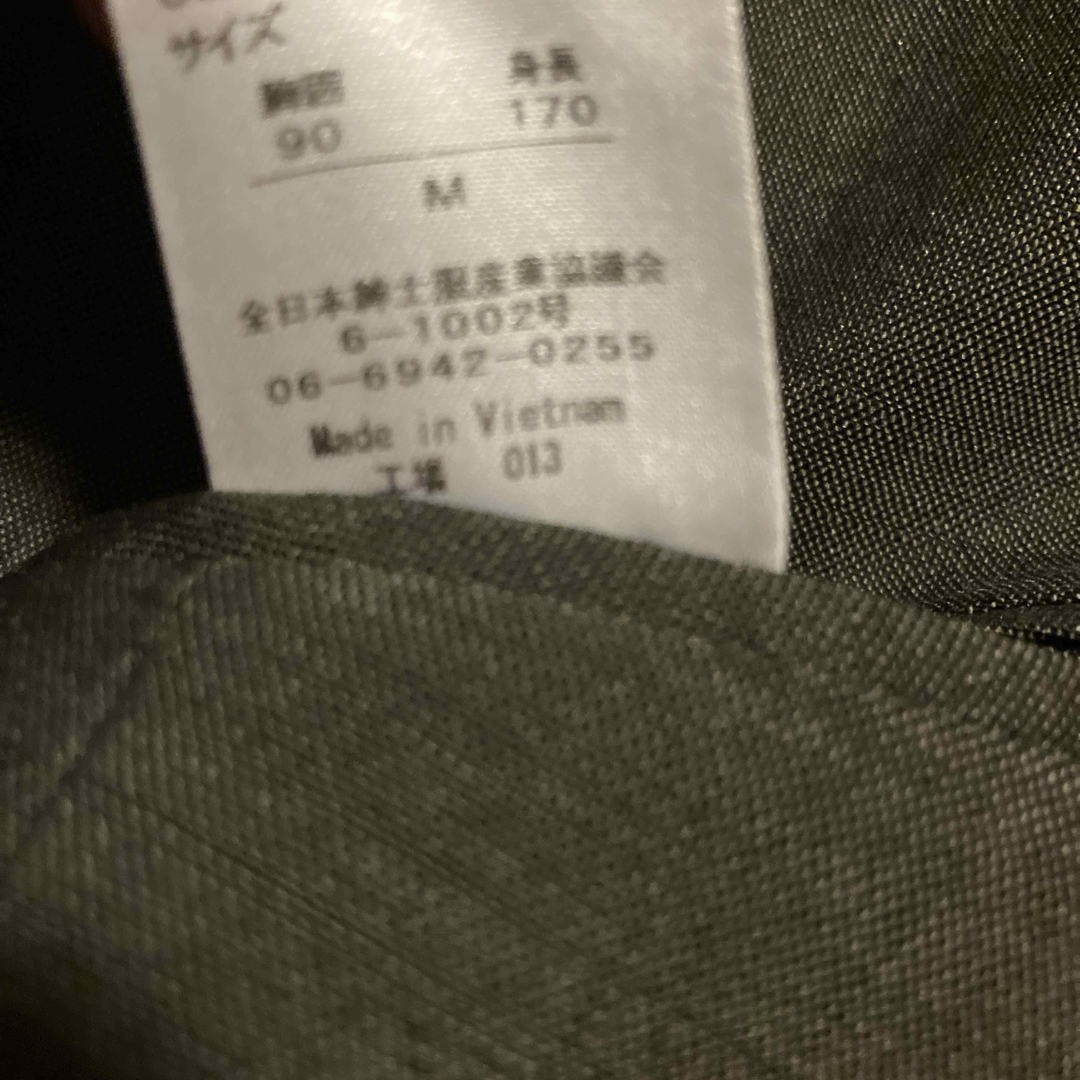 サイズ
胸囲 身長
90 170
M
全日本紳士服産業協議会
6-1002号
06-6942-0255
Made in Vietnam
工場 013